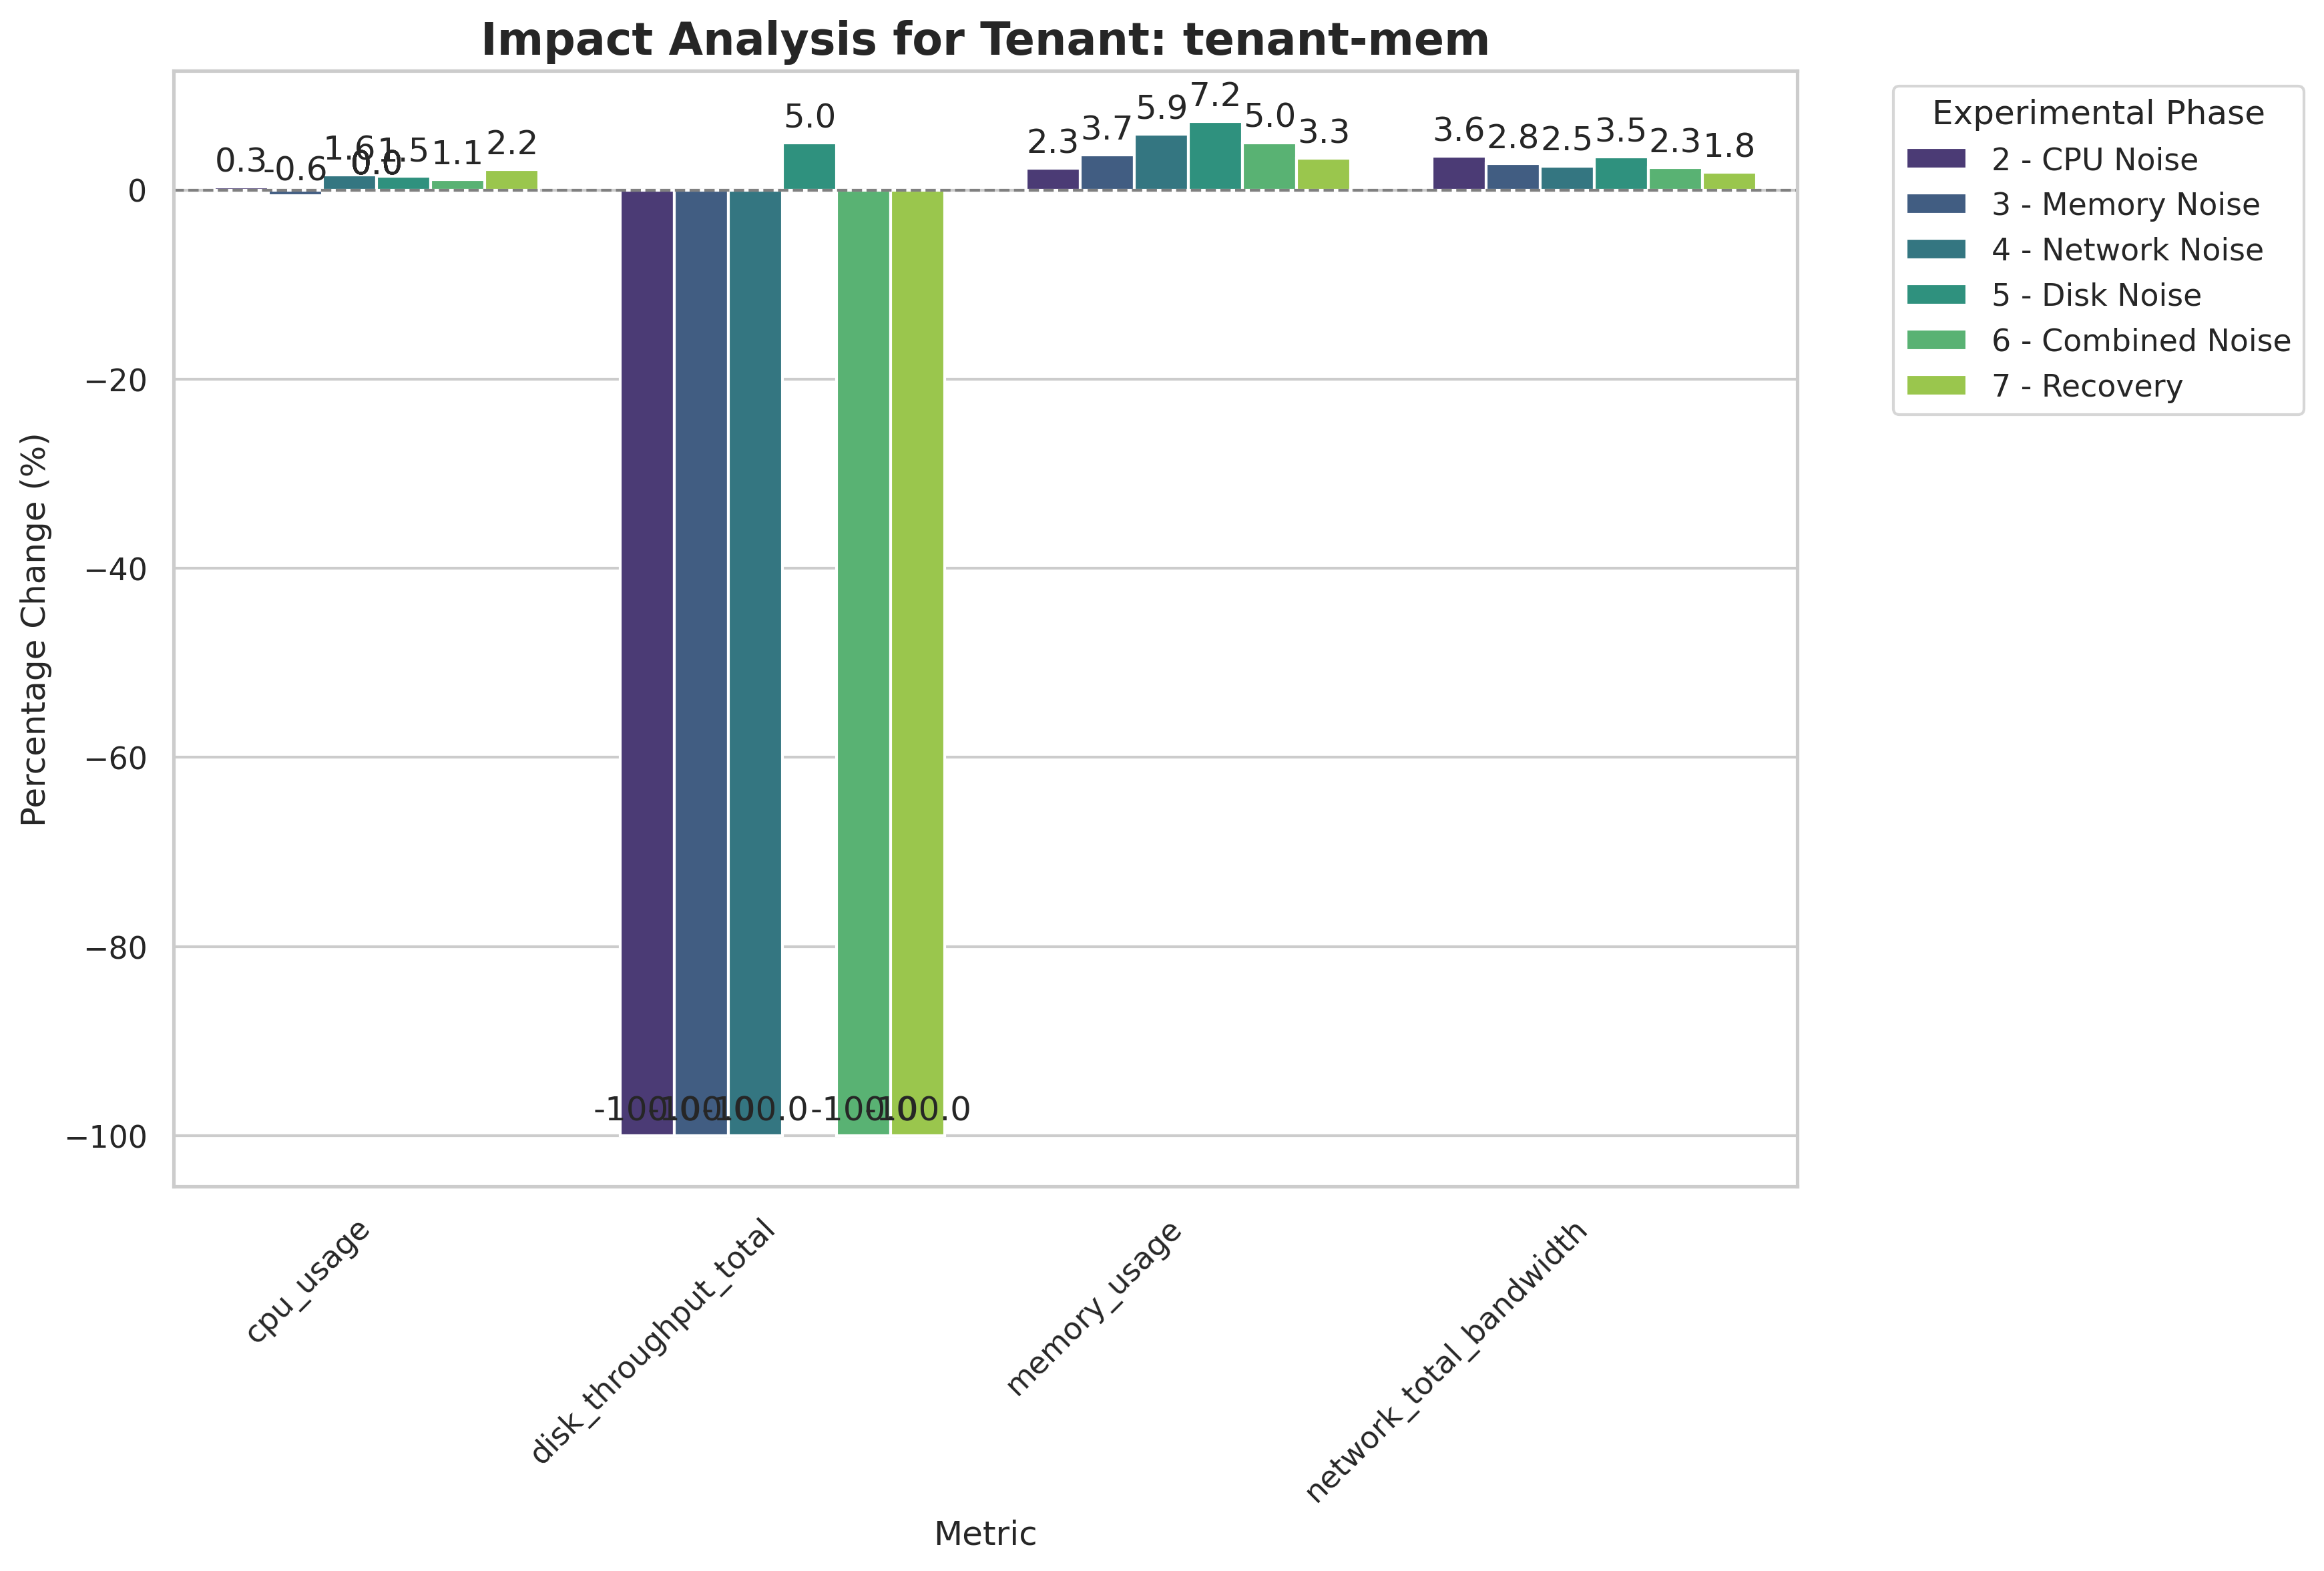 Impact Analysis for Tenant: tenant-mem
Percentage Change (%)
0
−20
−40
−60
−80
−100
0.3
-0.6
1.6
0.0
1.5
1.1
2.2
-100.0
-100.0
-100.0
5.0
-100.0
-100.0
2.3
3.7
5.9
7.2
5.0
3.3
3.6
2.8
2.5
3.5
2.3
1.8
cpu_usage
disk_throughput_total
memory_usage
network_total_bandwidth
Metric
Experimental Phase
2 - CPU Noise
3 - Memory Noise
4 - Network Noise
5 - Disk Noise
6 - Combined Noise
7 - Recovery